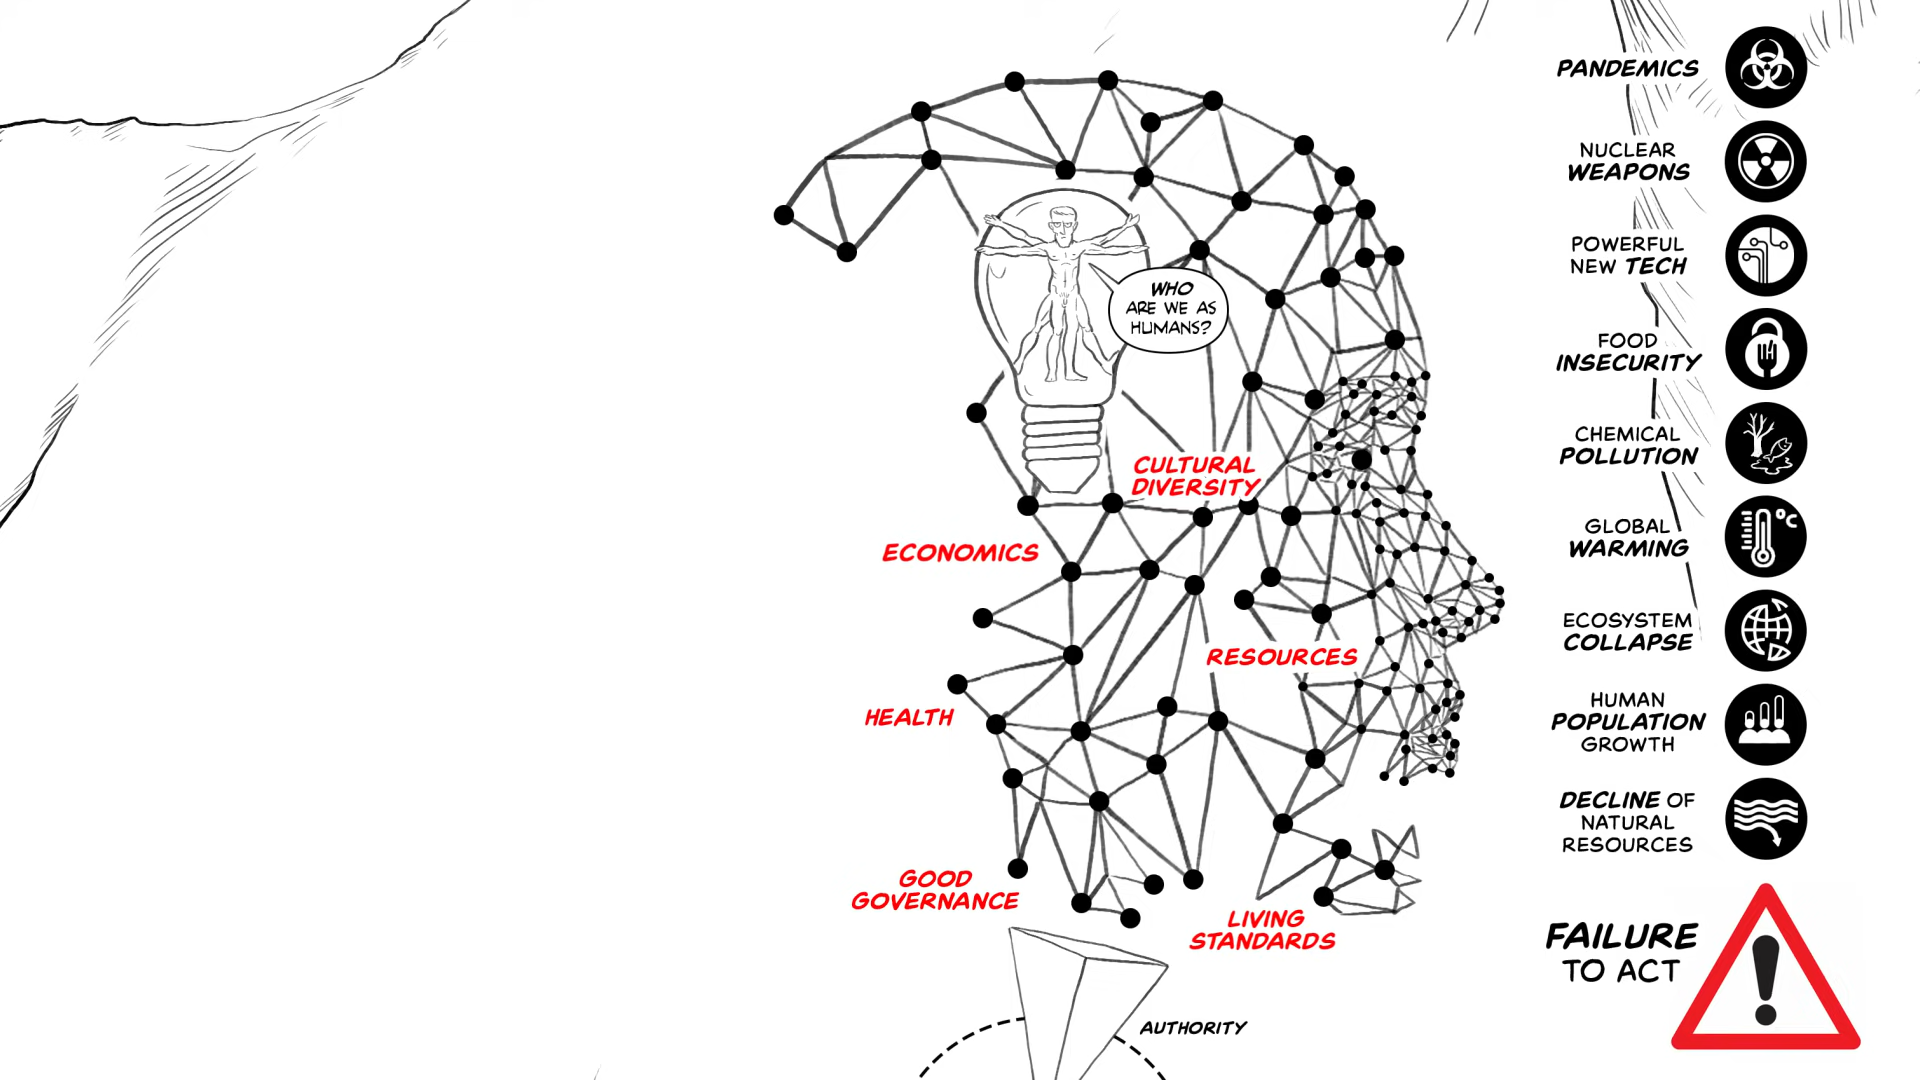 WHO
ARE WE AS
HUMANS?
CULTURAL
DIVERSITY
ECONOMICS
RESOURCES
HEALTH
GOOD
GOVERNANCE
LIVING
STANDARDS
AUTHORITY
PANDEMICS
NUCLEAR
WEAPONS
POWERFUL
NEW TECH
FOOD
INSECURITY
CHEMICAL
POLLUTION
°C
GLOBAL
WARMING
ECOSYSTEM
COLLAPSE
HUMAN
POPULATION
GROWTH
DECLINE OF
NATURAL
RESOURCES
FAILURE
TO ACT
!